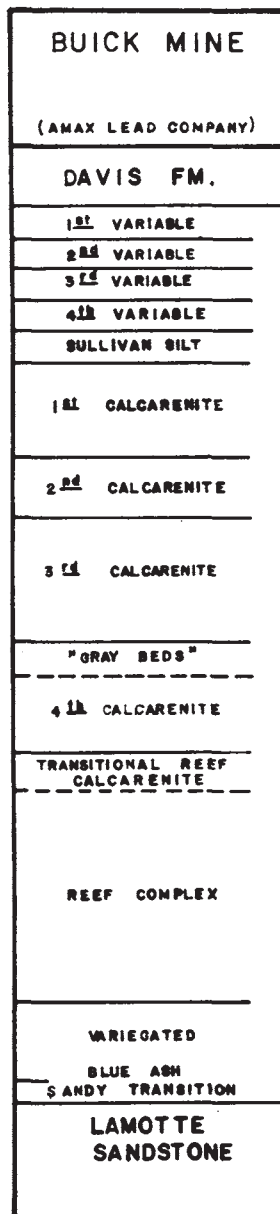 BUICK MINE
(AMAX LEAD COMPANY)
DAVIS FM.
1st VARIABLE
2nd VARIABLE
3rd VARIABLE
4th VARIABLE
SULLIVAN SILT
1st CALCARENITE
2nd CALCARENITE
3rd CALCARENITE
"GRAY BEDS"
4th CALCARENITE
TRANSITIONAL REEF
CALCARENITE
REEF COMPLEX
VARIEGATED
BLUE ASH
SANDY TRANSITION
LAMOTTE
SANDSTONE